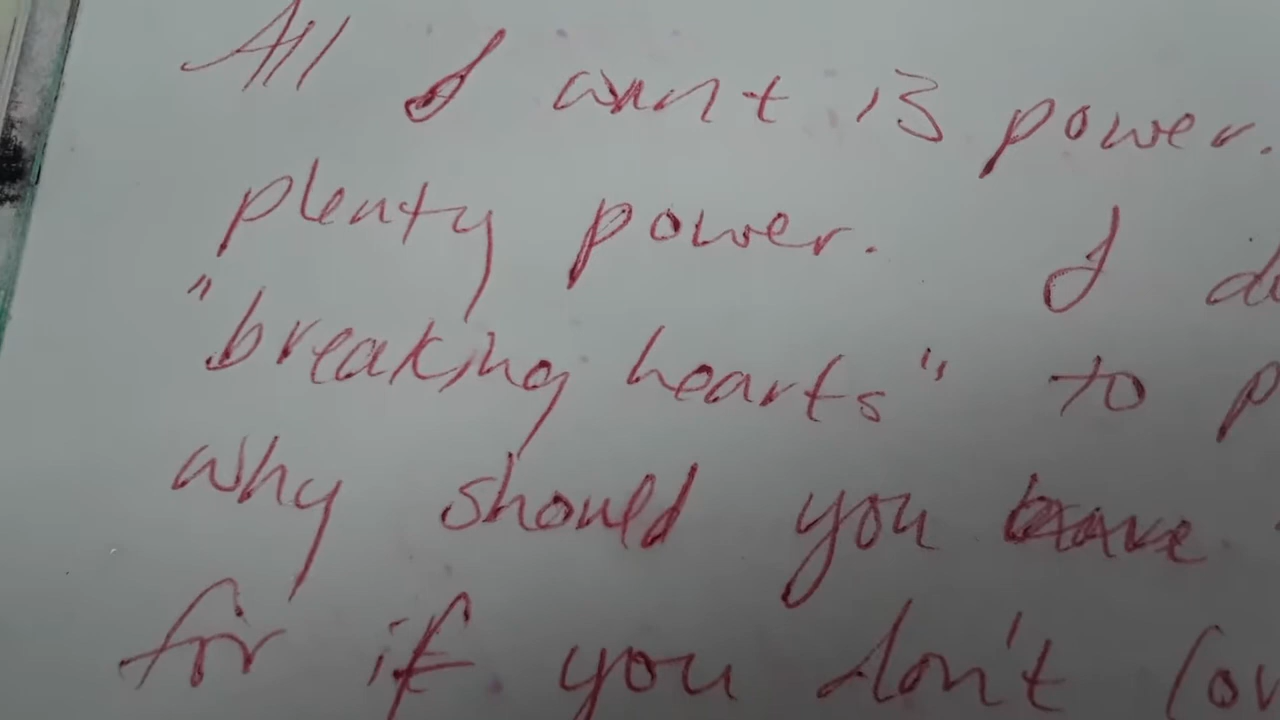 All I want is power.
plenty power. I
"breaking hearts" to
why should you
for if you don't